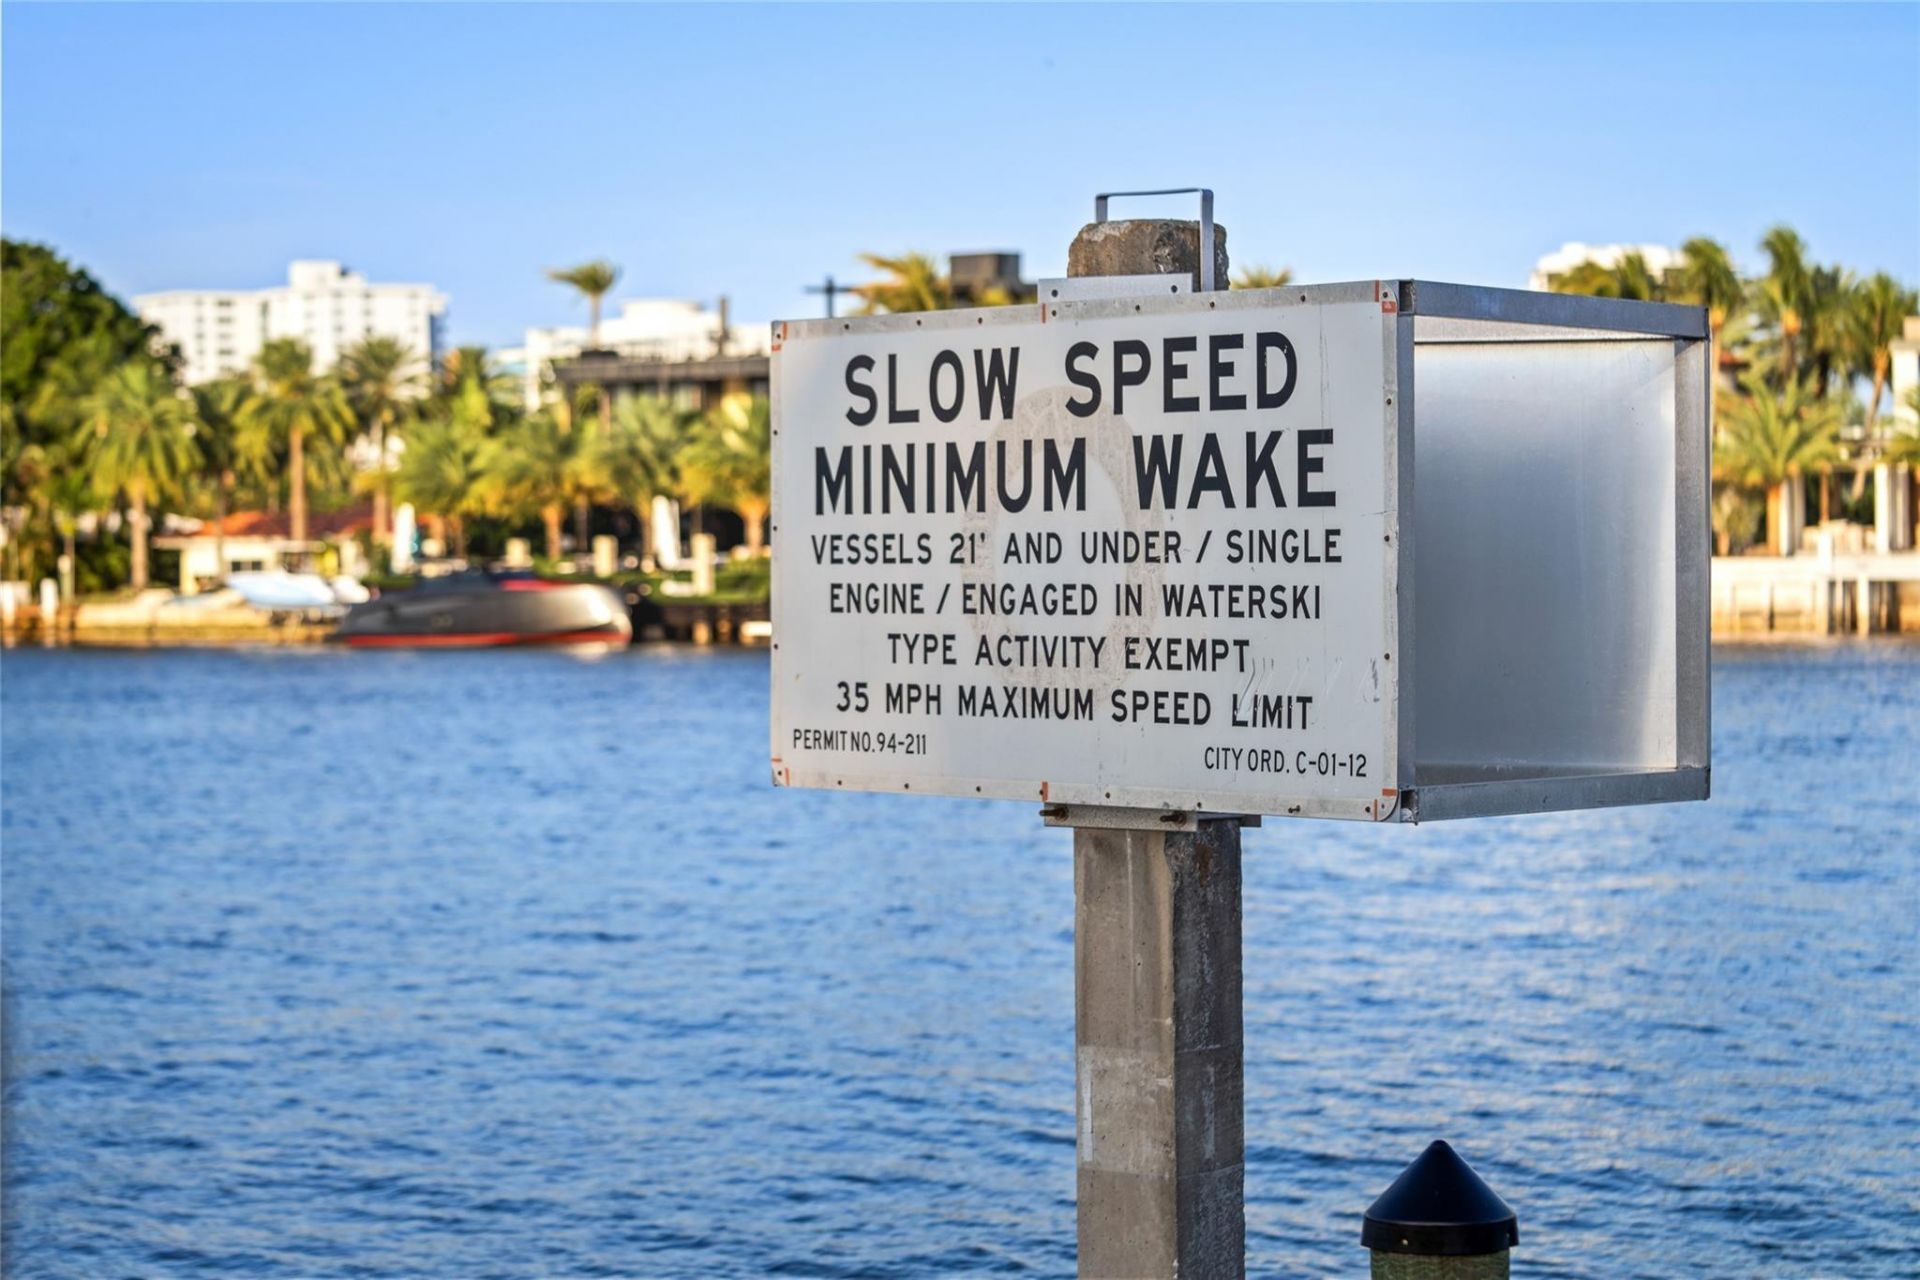 SLOW SPEED
MINIMUM WAKE
VESSELS 21' AND UNDER / SINGLE
ENGINE / ENGAGED IN WATERSKI
TYPE ACTIVITY EXEMPT
35 MPH MAXIMUM SPEED LIMIT
PERMIT NO. 94-211
CITY ORD. C-01-12